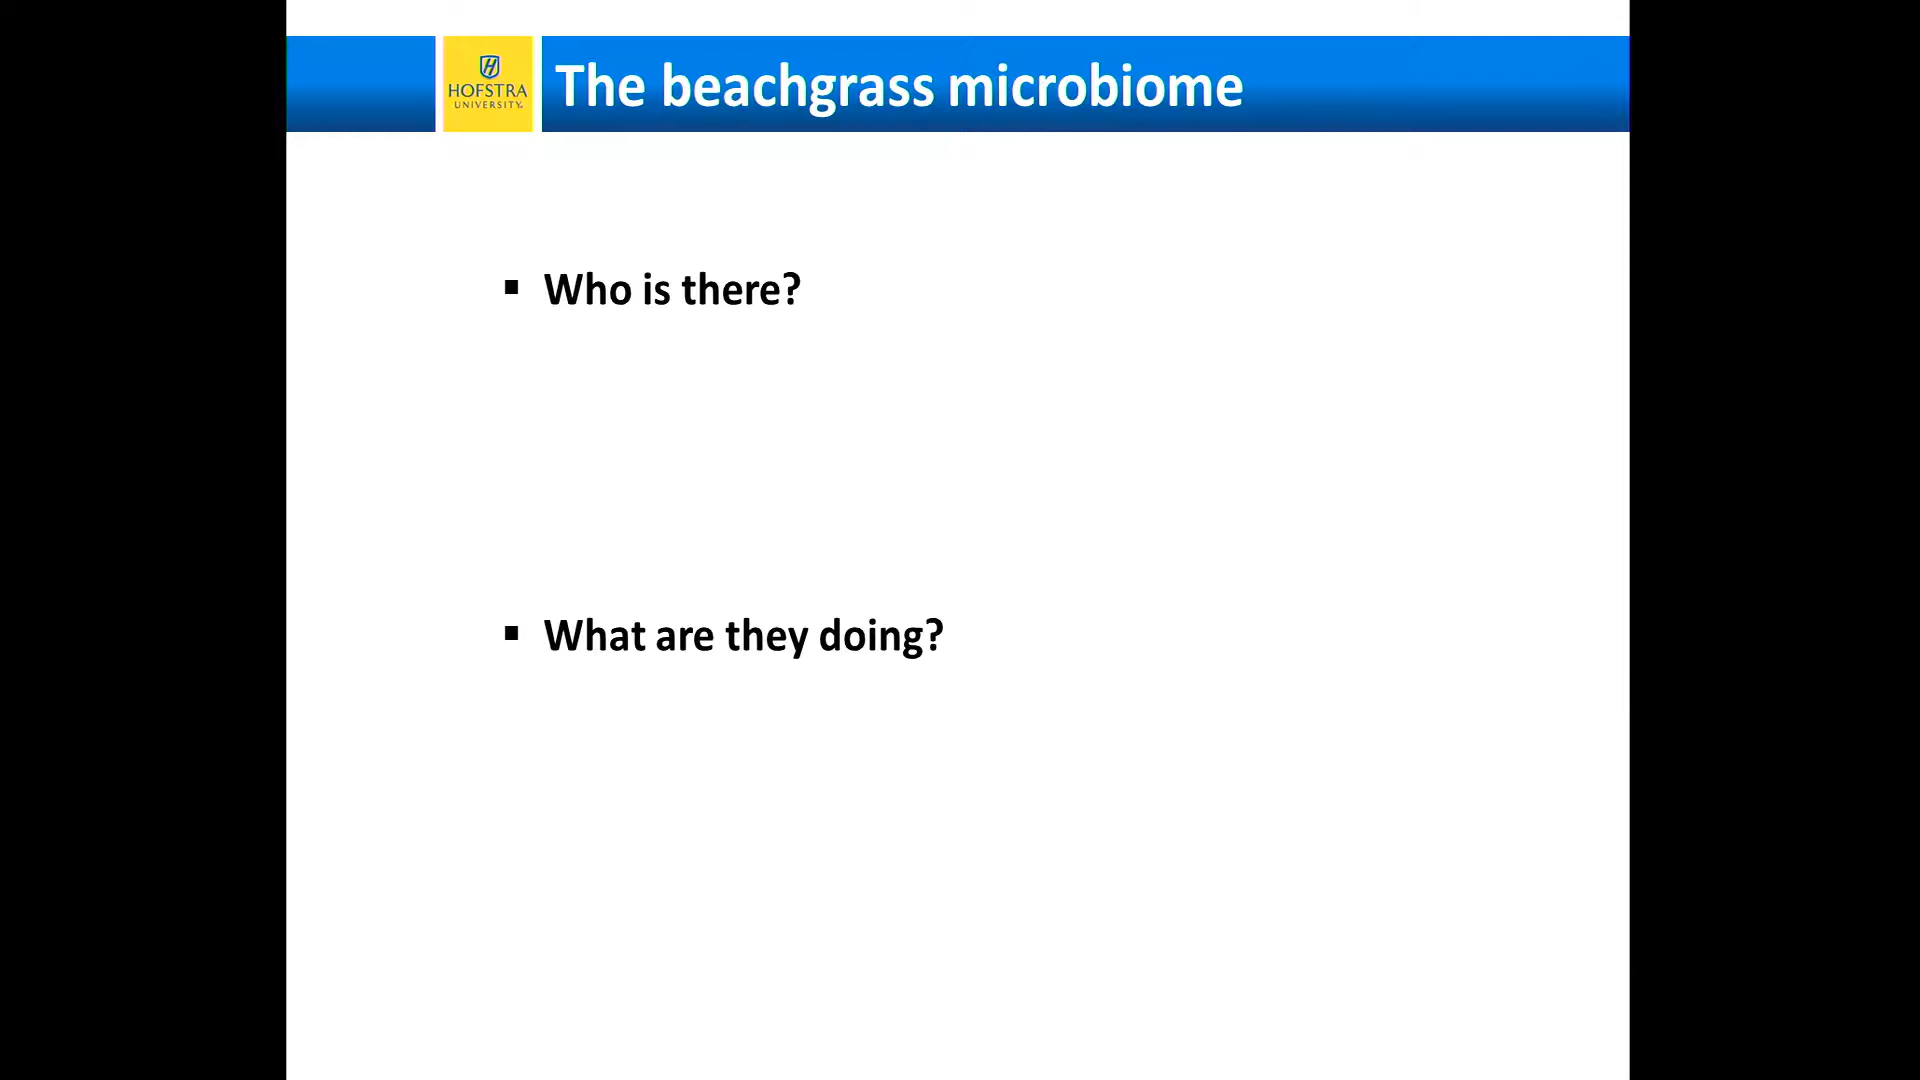 HOFSTRA
UNIVERSITY.
The beachgrass microbiome
▪ Who is there?
▪ What are they doing?